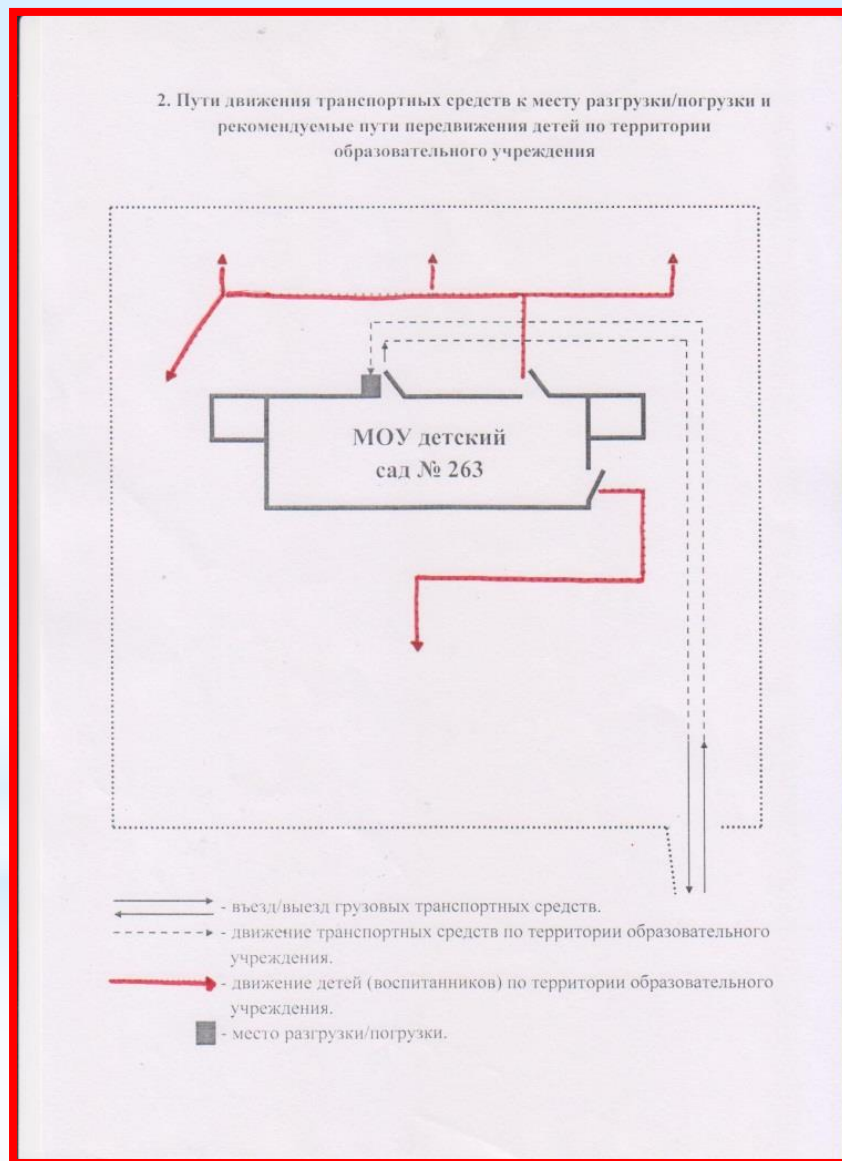 2. Пути движения транспортных средств к месту разгрузки/погрузки и
рекомендуемые пути передвижения детей по территории
образовательного учреждения
МОУ детский
сад № 263
- въезд/выезд грузовых транспортных средств.
- движение транспортных средств по территории образовательного
учреждения.
- движение детей (воспитанников) по территории образовательного
учреждения.
- место разгрузки/погрузки.